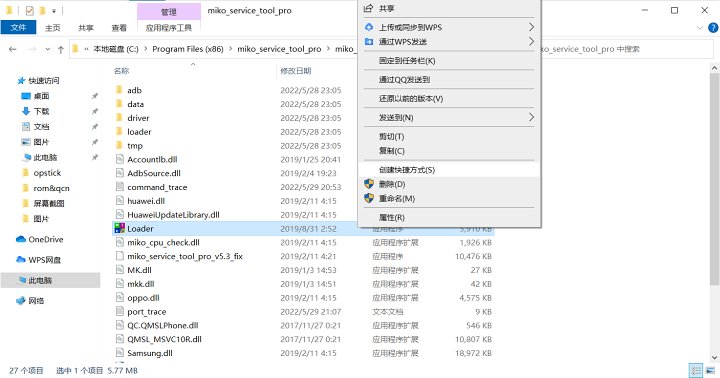 管理
miko_service_tool_pro
文件
主页
共享
查看
应用程序工具
本地磁盘 (C:)
Program Files (x86)
miko_service_tool_pro
miko_
中搜索
名称
修改日期
快速访问
桌面
下载
文档
图片
此电脑
opstick
rom&qcn
屏幕截图
图片
OneDrive
WPS网盘
此电脑
网络
adb 2022/5/28 23:05
data 2022/5/28 23:05
driver 2022/5/28 23:05
loader 2022/5/28 23:05
tmp 2022/5/28 23:05
Accountlb.dll 2019/1/25 20:41
AdbSource.dll 2019/2/4 19:23
command_trace 2022/5/29 20:53
huawei.dll 2019/2/11 4:15
HuaweiUpdateLibrary.dll 2019/2/11 4:15
Loader 2019/8/31 2:52 应用程序 5,910 KB
miko_cpu_check.dll 2019/2/11 4:15 应用程序扩展 1,926 KB
miko_service_tool_pro_v5.3_fix 2019/2/11 4:21 应用程序 10,476 KB
MK.dll 2019/1/3 14:53 应用程序扩展 27 KB
mkk.dll 2019/1/3 14:51 应用程序扩展 42 KB
oppo.dll 2019/2/11 4:15 应用程序扩展 4,575 KB
port_trace 2022/5/29 21:07 文本文档 9 KB
QC.QMSLPhone.dll 2017/11/27 0:21 应用程序扩展 546 KB
QMSL_MSVC10R.dll 2017/11/27 0:21 应用程序扩展 10,807 KB
Samsung.dll 2019/2/11 4:15 应用程序扩展 18,972 KB
共享
上传或同步到WPS
通过WPS发送
固定到任务栏(K)
通过QQ发送到
还原以前的版本(V)
发送到(N)
剪切(T)
复制(C)
创建快捷方式(S)
删除(D)
重命名(M)
属性(R)
27 个项目
选中 1 个项目 5.77 MB